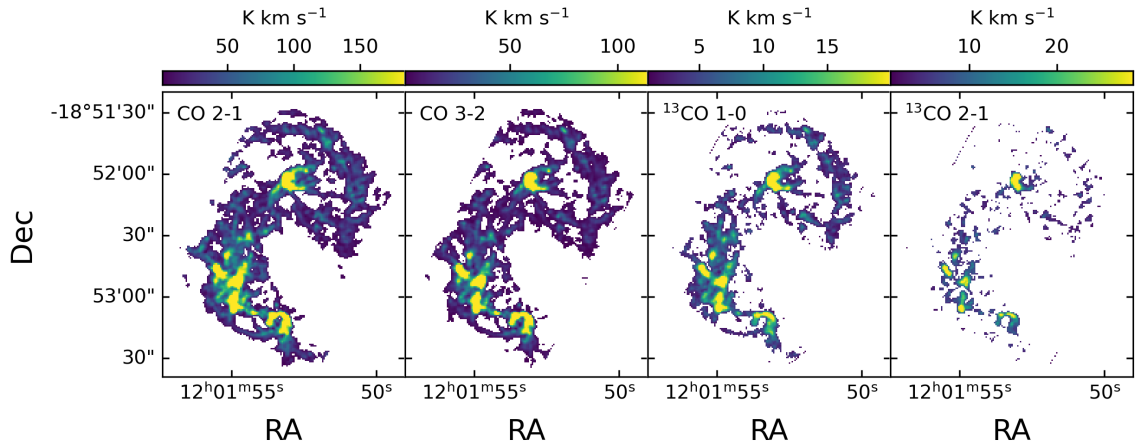 K km s⁻¹ K km s⁻¹ K km s⁻¹ K km s⁻¹
50 100 150 50 100 5 10 15 10 20
-18°51'30" CO 2-1 CO 3-2 ¹³CO 1-0 ¹³CO 2-1
52'00"
30"
Dec
53'00"
30"
12ʰ01ᵐ55ˢ 50ˢ 12ʰ01ᵐ55ˢ 50ˢ 12ʰ01ᵐ55ˢ 50ˢ 12ʰ01ᵐ55ˢ 50ˢ
RA RA RA RA